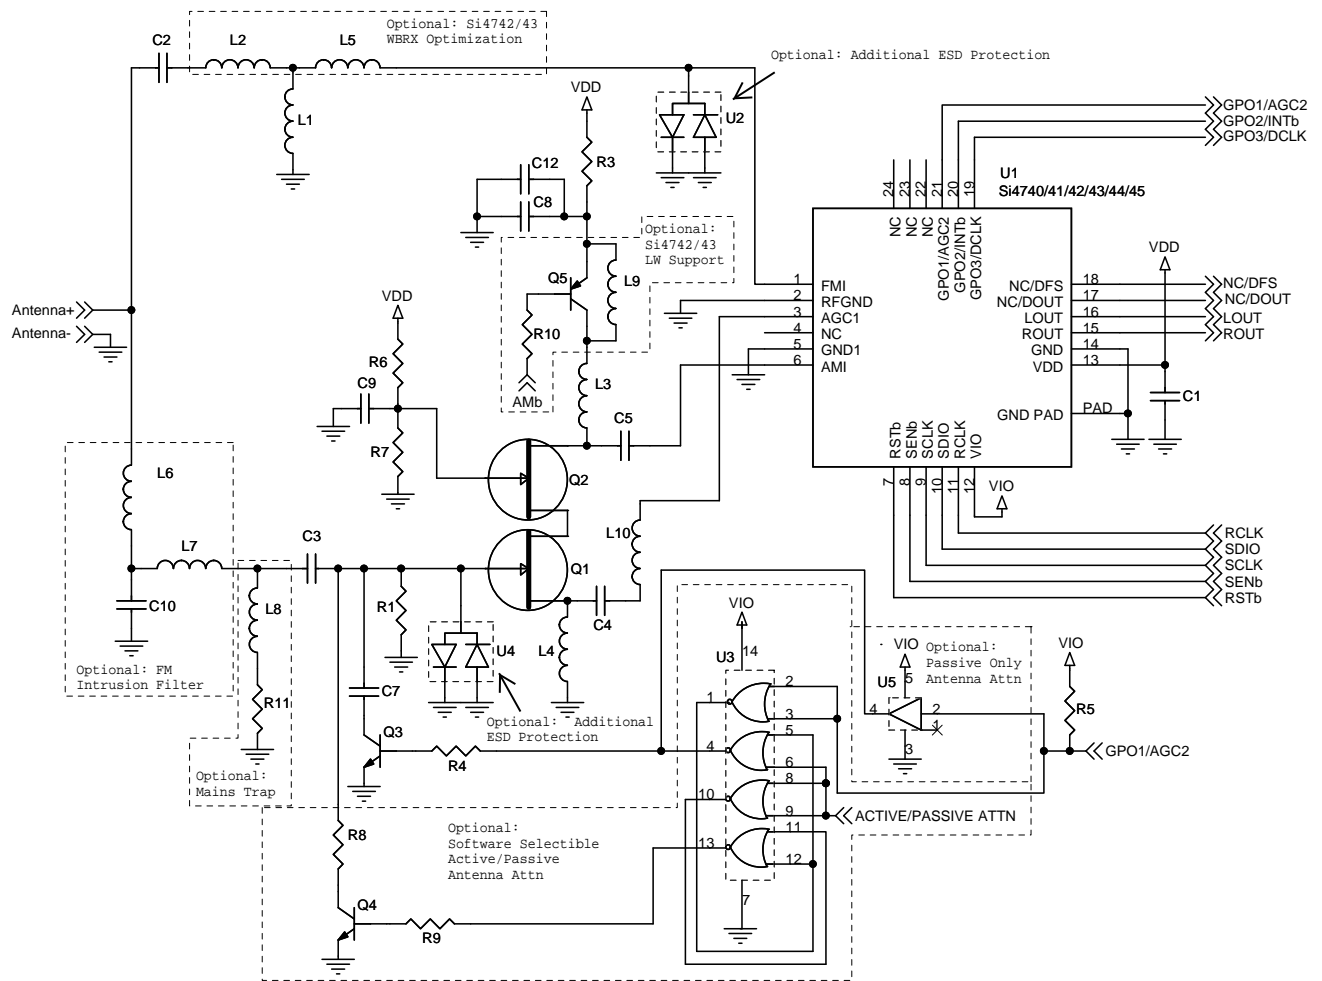 Optional: Si4742/43
WBRX Optimization
C2
L2
L5
Optional: Additional ESD Protection
VDD
U2
L1
R3
C12
C8
GPO1/AGC2
GPO2/INTb
GPO3/DCLK
U1
Si4740/41/42/43/44/45
24
23
22
21
20
19
NC
NC
NC
GPO1/AGC2
GPO2/INTb
GPO3/DCLK
Optional:
Si4742/43
LW Support
Q5
L9
R10
AMb
VDD
Antenna+
Antenna-
VDD
R6
C9
R7
L3
C5
1
2
3
4
5
6
FMI
RFGND
AGC1
NC
GND1
AMI
NC/DFS
NC/DOUT
LOUT
ROUT
GND
VDD
GND PAD
18
17
16
15
14
13
PAD
NC/DFS
NC/DOUT
LOUT
ROUT
C1
RSTb
SENb
SCLK
SDIO
RCLK
VIO
7
8
9
10
11
12
VIO
Q2
L6
L7
C3
L10
Q1
C10
L8
R1
C4
L4
U4
RCLK
SDIO
SCLK
SENb
RSTb
Optional: FM
Intrusion Filter
R11
C7
Optional: Additional
ESD Protection
VIO
U3
14
1
2
3
4
5
6
8
10
9
11
13
12
7
VIO
Optional:
Passive Only
Antenna Attn
U5
5
4
2
1
3
VIO
R5
GPO1/AGC2
Q3
R4
Optional:
Mains Trap
ACTIVE/PASSIVE ATTN
R8
Optional:
Software Selectible
Active/Passive
Antenna Attn
Q4
R9